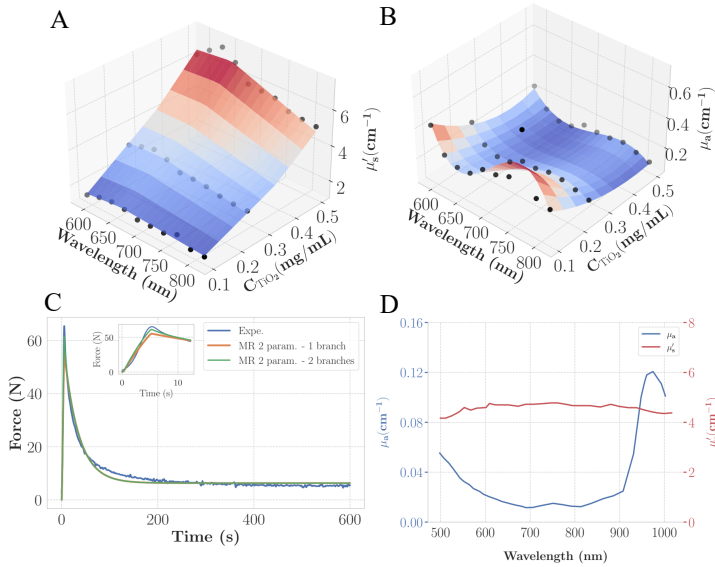 A
B
6
4
2
μ′s(cm⁻¹)
0.6
0.4
0.2
μa(cm⁻¹)
600
650
700
750
800
Wavelength (nm)
0.1
0.2
0.3
0.4
0.5
C_TiO₂(mg/mL)
600
650
700
750
800
Wavelength (nm)
0.1
0.2
0.3
0.4
0.5
C_TiO₂(mg/mL)
C
D
60
40
20
0
Force (N)
0
200
400
600
Time (s)
50
0
Force (N)
0
10
Time (s)
Expe.
MR 2 param. - 1 branch
MR 2 param. - 2 branches
0.16
0.12
0.08
0.04
0.00
μa(cm⁻¹)
μa
μ′s
8
6
4
2
0
μ′s(cm⁻¹)
500
600
700
800
900
1000
Wavelength (nm)